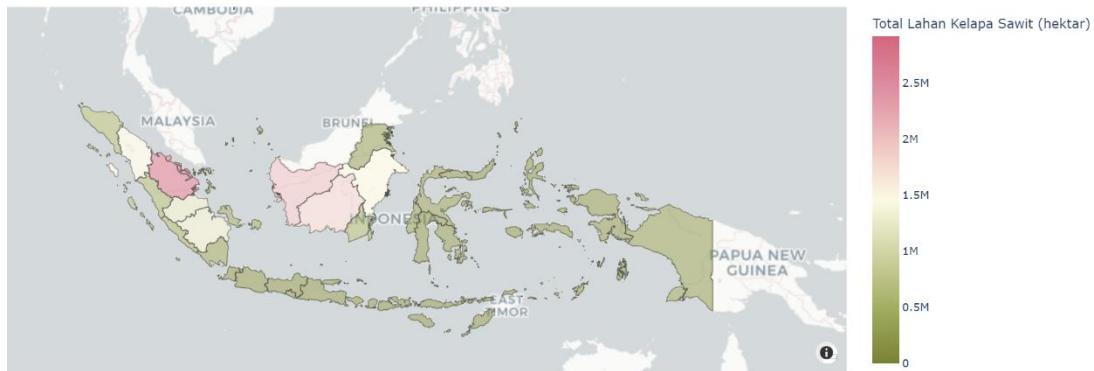 CAMBODIA
PHILIPPINES
MALAYSIA
BRUNEI
INDONESIA
PAPUA NEW
GUINEA
EAST
TIMOR
Total Lahan Kelapa Sawit (hektar)
2.5M
2M
1.5M
1M
0.5M
0